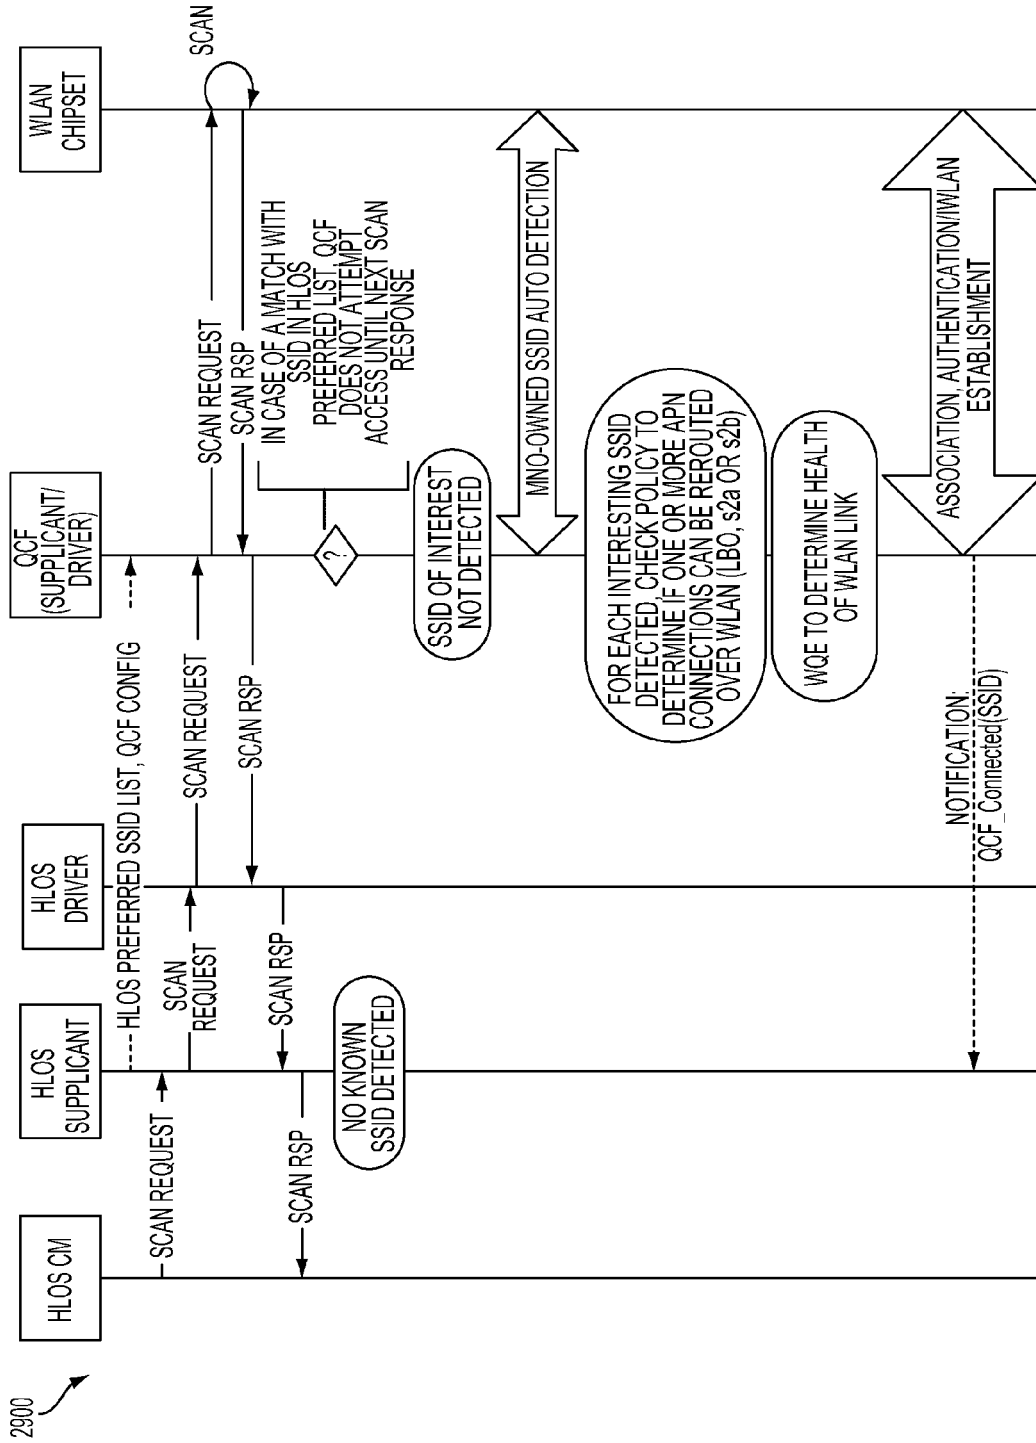 2900
HLOS CM
HLOS
SUPPLICANT
HLOS
DRIVER
QCF
(SUPPLICANT/
DRIVER)
WLAN
CHIPSET
HLOS PREFERRED SSID LIST, QCF CONFIG
SCAN REQUEST
SCAN
REQUEST
SCAN REQUEST
SCAN REQUEST
SCAN
SCAN RSP
SCAN RSP
SCAN RSP
SCAN RSP
IN CASE OF A MATCH WITH
SSID IN HLOS
PREFERRED LIST, QCF
DOES NOT ATTEMPT
ACCESS UNTIL NEXT SCAN
RESPONSE
?
NO KNOWN
SSID DETECTED
SSID OF INTEREST
NOT DETECTED
MNO-OWNED SSID AUTO DETECTION
FOR EACH INTERESTING SSID
DETECTED, CHECK POLICY TO
DETERMINE IF ONE OR MORE APN
CONNECTIONS CAN BE REROUTED
OVER WLAN (LBO, s2a OR s2b)
WQE TO DETERMINE HEALTH
OF WLAN LINK
ASSOCIATION, AUTHENTICATION/IWLAN
ESTABLISHMENT
NOTIFICATION:
QCF_Connected(SSID)